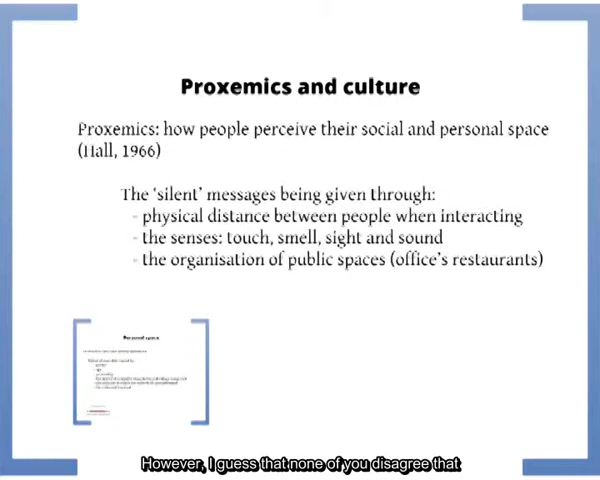 Proxemics and culture
Proxemics: how people perceive their social and personal space
(Hall, 1966)
The 'silent' messages being given through:
- physical distance between people when interacting
- the senses: touch, smell, sight and sound
- the organisation of public spaces (office's restaurants)
Personal space
However, I guess that none of you disagree that